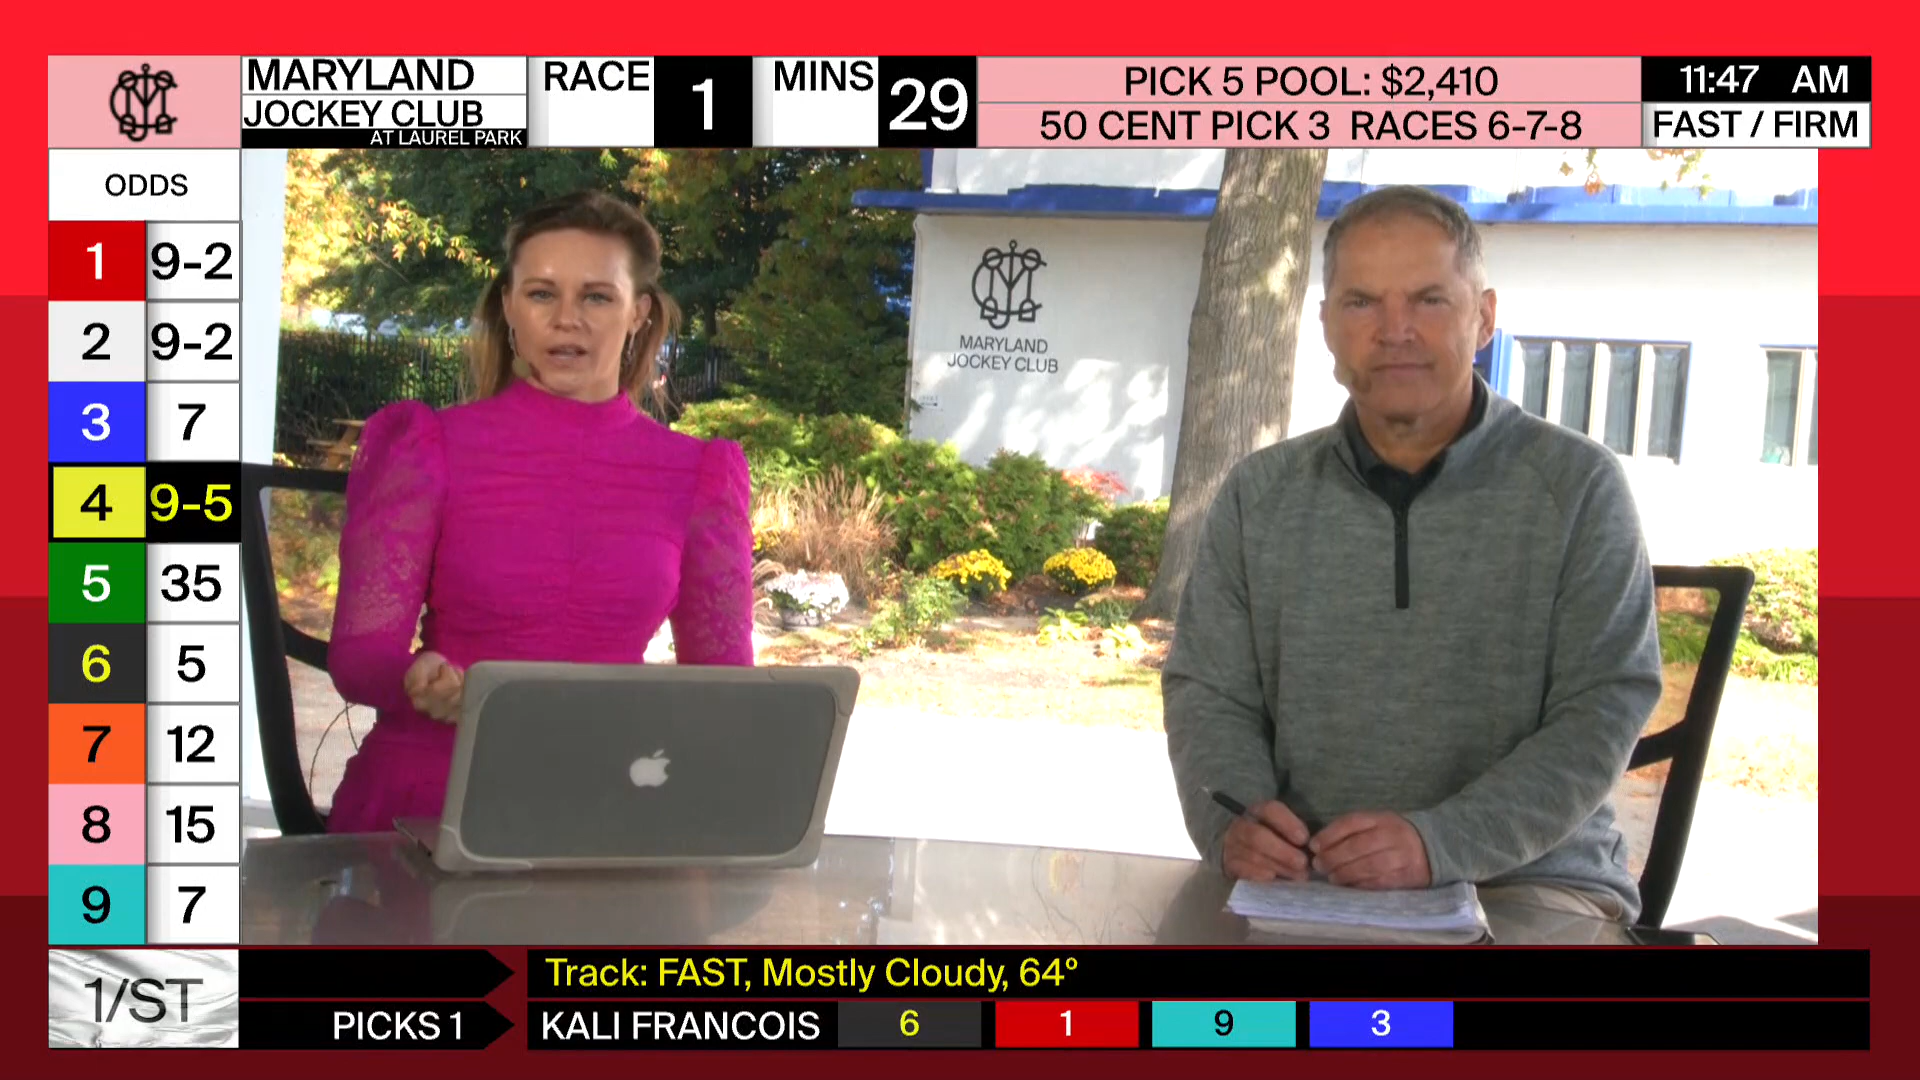 MARYLAND
JOCKEY CLUB
AT LAUREL PARK
RACE 1
MINS 29
PICK 5 POOL: $2,410
50 CENT PICK 3 RACES 6-7-8
11:47 AM
FAST / FIRM
ODDS
1 9-2
2 9-2
3 7
4 9-5
5 35
6 5
7 12
8 15
9 7
MARYLAND
JOCKEY CLUB
1/ST
Track: FAST, Mostly Cloudy, 64°
PICKS 1 KALI FRANCOIS 6 1 9 3